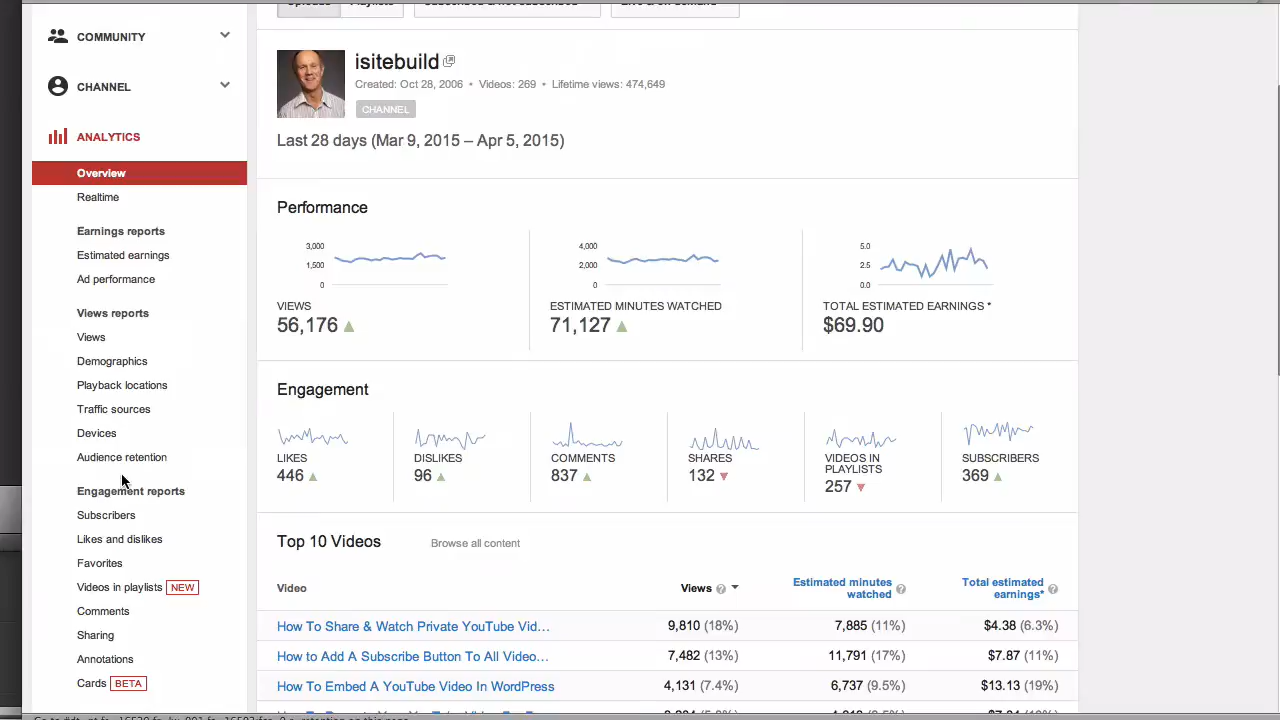 COMMUNITY
CHANNEL
ANALYTICS
Overview
Realtime
Earnings reports
Estimated earnings
Ad performance
Views reports
Views
Demographics
Playback locations
Traffic sources
Devices
Audience retention
Engagement reports
Subscribers
Likes and dislikes
Favorites
Videos in playlists NEW
Comments
Sharing
Annotations
Cards BETA
isitebuild
Created: Oct 28, 2006 • Videos: 269 • Lifetime views: 474,649
CHANNEL
Last 28 days (Mar 9, 2015 – Apr 5, 2015)
Performance
3,000
1,500
0
VIEWS
56,176
4,000
2,000
0
ESTIMATED MINUTES WATCHED
71,127
5.0
2.5
0.0
TOTAL ESTIMATED EARNINGS *
$69.90
Engagement
LIKES
446
DISLIKES
96
COMMENTS
837
SHARES
132
VIDEOS IN
PLAYLISTS
257
SUBSCRIBERS
369
Top 10 Videos Browse all content
Video Views ? Estimated minutes watched ? Total estimated earnings* ?
How To Share & Watch Private YouTube Vid... 9,810 (18%) 7,885 (11%) $4.38 (6.3%)
How to Add A Subscribe Button To All Video... 7,482 (13%) 11,791 (17%) $7.87 (11%)
How To Embed A YouTube Video In WordPress 4,131 (7.4%) 6,737 (9.5%) $13.13 (19%)